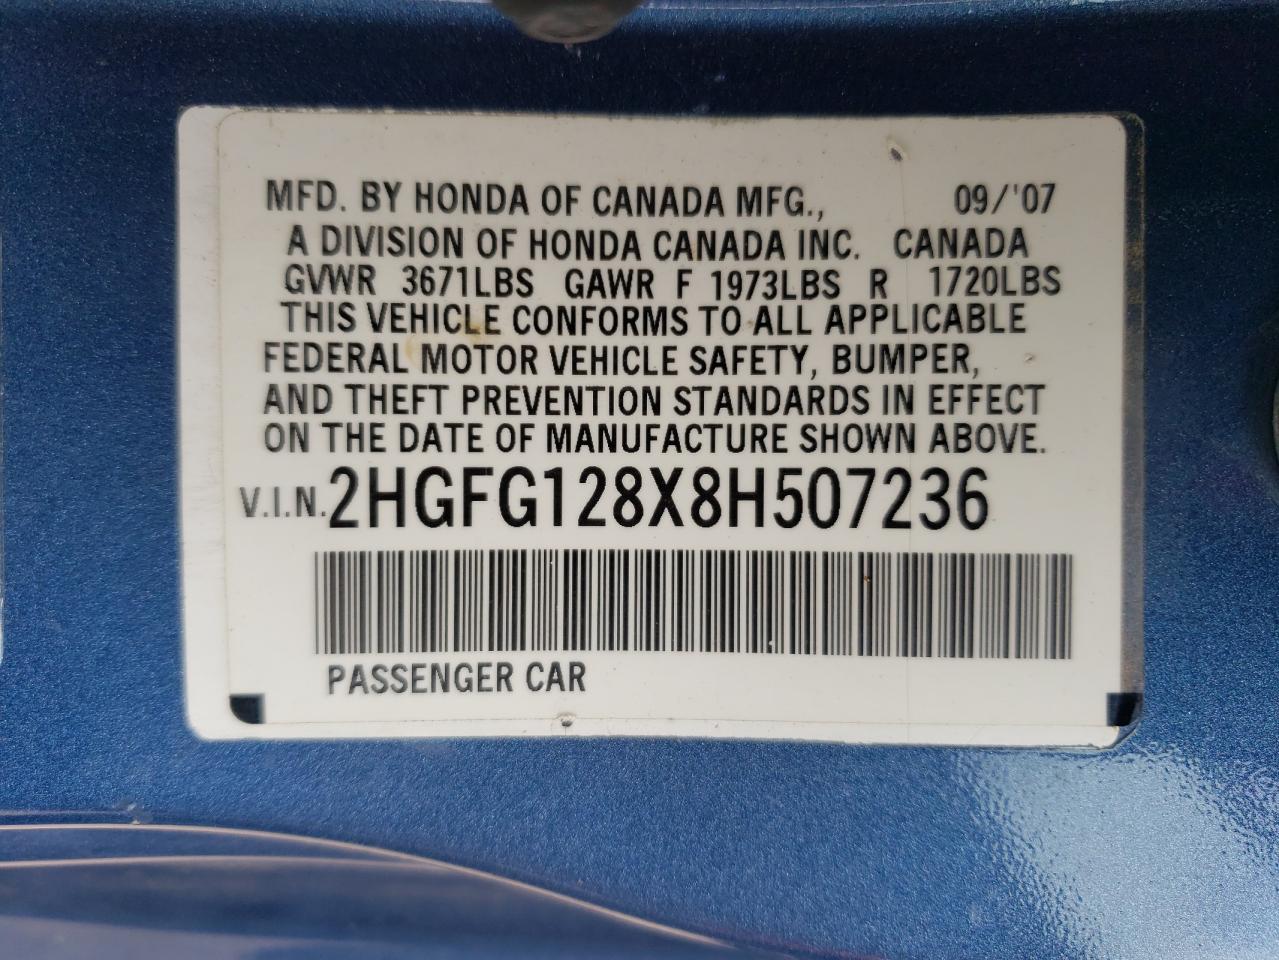 MFD. BY HONDA OF CANADA MFG., 09/'07
A DIVISION OF HONDA CANADA INC. CANADA
GVWR 3671LBS GAWR F 1973LBS R 1720LBS
THIS VEHICLE CONFORMS TO ALL APPLICABLE
FEDERAL MOTOR VEHICLE SAFETY, BUMPER,
AND THEFT PREVENTION STANDARDS IN EFFECT
ON THE DATE OF MANUFACTURE SHOWN ABOVE.
V.I.N. 2HGFG128X8H507236
PASSENGER CAR